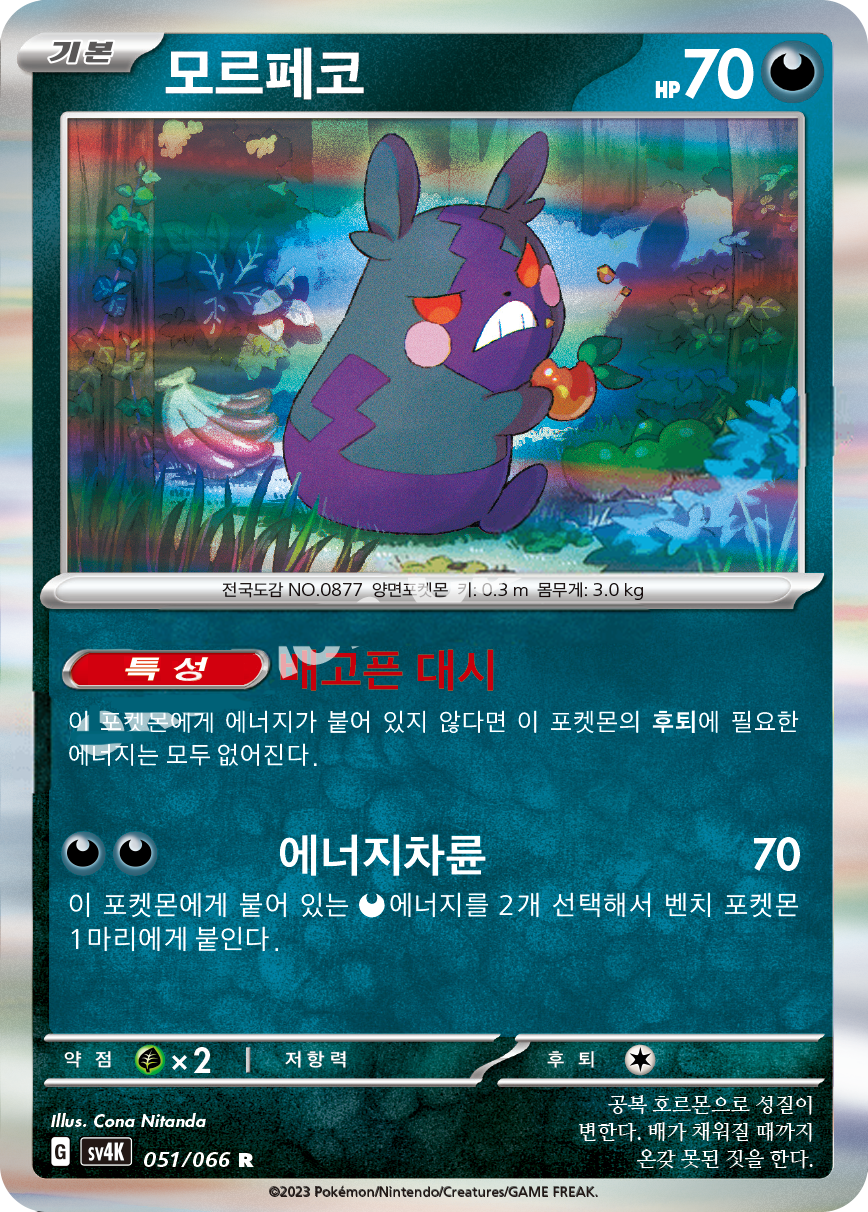 기본
모르페코
HP 70
전국도감 NO.0877 양면포켓몬 키: 0.3 m 몸무게: 3.0 kg
특성 배고픈 대시
이 포켓몬에게 에너지가 붙어 있지 않다면 이 포켓몬의 후퇴에 필요한
에너지는 모두 없어진다.
에너지차륜 70
이 포켓몬에게 붙어 있는 에너지를 2개 선택해서 벤치 포켓몬
1마리에게 붙인다.
약점 ×2 저항력 후퇴
공복 호르몬으로 성질이
변한다. 배가 채워질 때까지
온갖 못된 짓을 한다.
Illus. Cona Nitanda
G sv4K 051/066 R
©2023 Pokémon/Nintendo/Creatures/GAME FREAK.